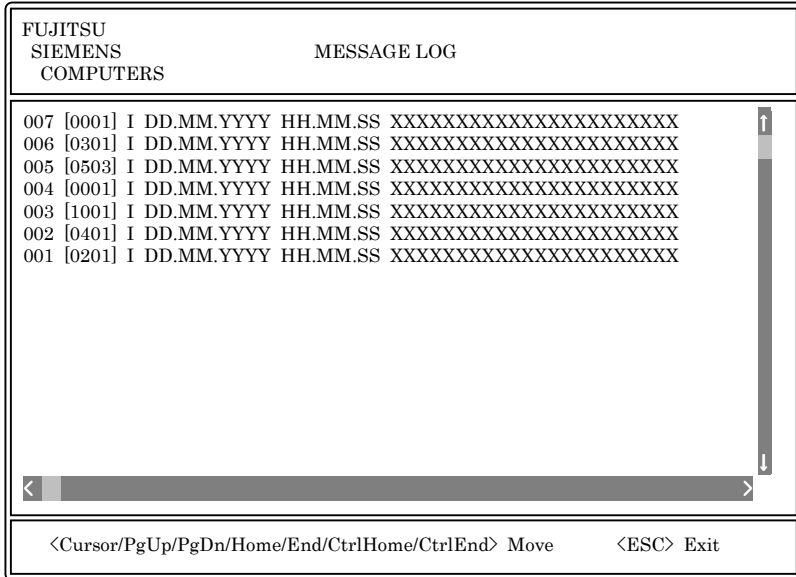 FUJITSU
SIEMENS MESSAGE LOG
COMPUTERS
007 [0001] I DD.MM.YYYY HH.MM.SS XXXXXXXXXXXXXXXXXXXXXX
006 [0301] I DD.MM.YYYY HH.MM.SS XXXXXXXXXXXXXXXXXXXXXX
005 [0503] I DD.MM.YYYY HH.MM.SS XXXXXXXXXXXXXXXXXXXXXX
004 [0001] I DD.MM.YYYY HH.MM.SS XXXXXXXXXXXXXXXXXXXXXX
003 [1001] I DD.MM.YYYY HH.MM.SS XXXXXXXXXXXXXXXXXXXXXX
002 [0401] I DD.MM.YYYY HH.MM.SS XXXXXXXXXXXXXXXXXXXXXX
001 [0201] I DD.MM.YYYY HH.MM.SS XXXXXXXXXXXXXXXXXXXXXX
<Cursor/PgUp/PgDn/Home/End/CtrlHome/CtrlEnd> Move <ESC> Exit